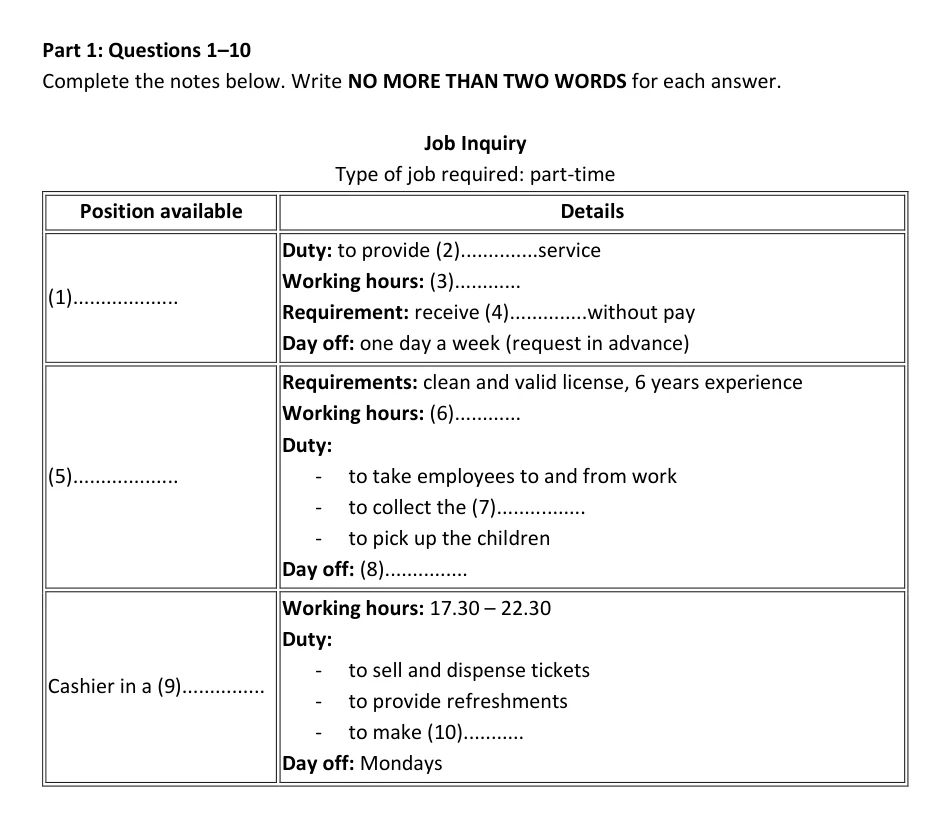 Part 1: Questions 1–10
Complete the notes below. Write NO MORE THAN TWO WORDS for each answer.
Job Inquiry
Type of job required: part-time
Position available
Details
(1)...................
Duty: to provide (2)..............service
Working hours: (3)............
Requirement: receive (4)..............without pay
Day off: one day a week (request in advance)
(5)...................
Requirements: clean and valid license, 6 years experience
Working hours: (6)............
Duty:
- to take employees to and from work
- to collect the (7)................
- to pick up the children
Day off: (8)...............
Cashier in a (9)...............
Working hours: 17.30 – 22.30
Duty:
- to sell and dispense tickets
- to provide refreshments
- to make (10)...........
Day off: Mondays